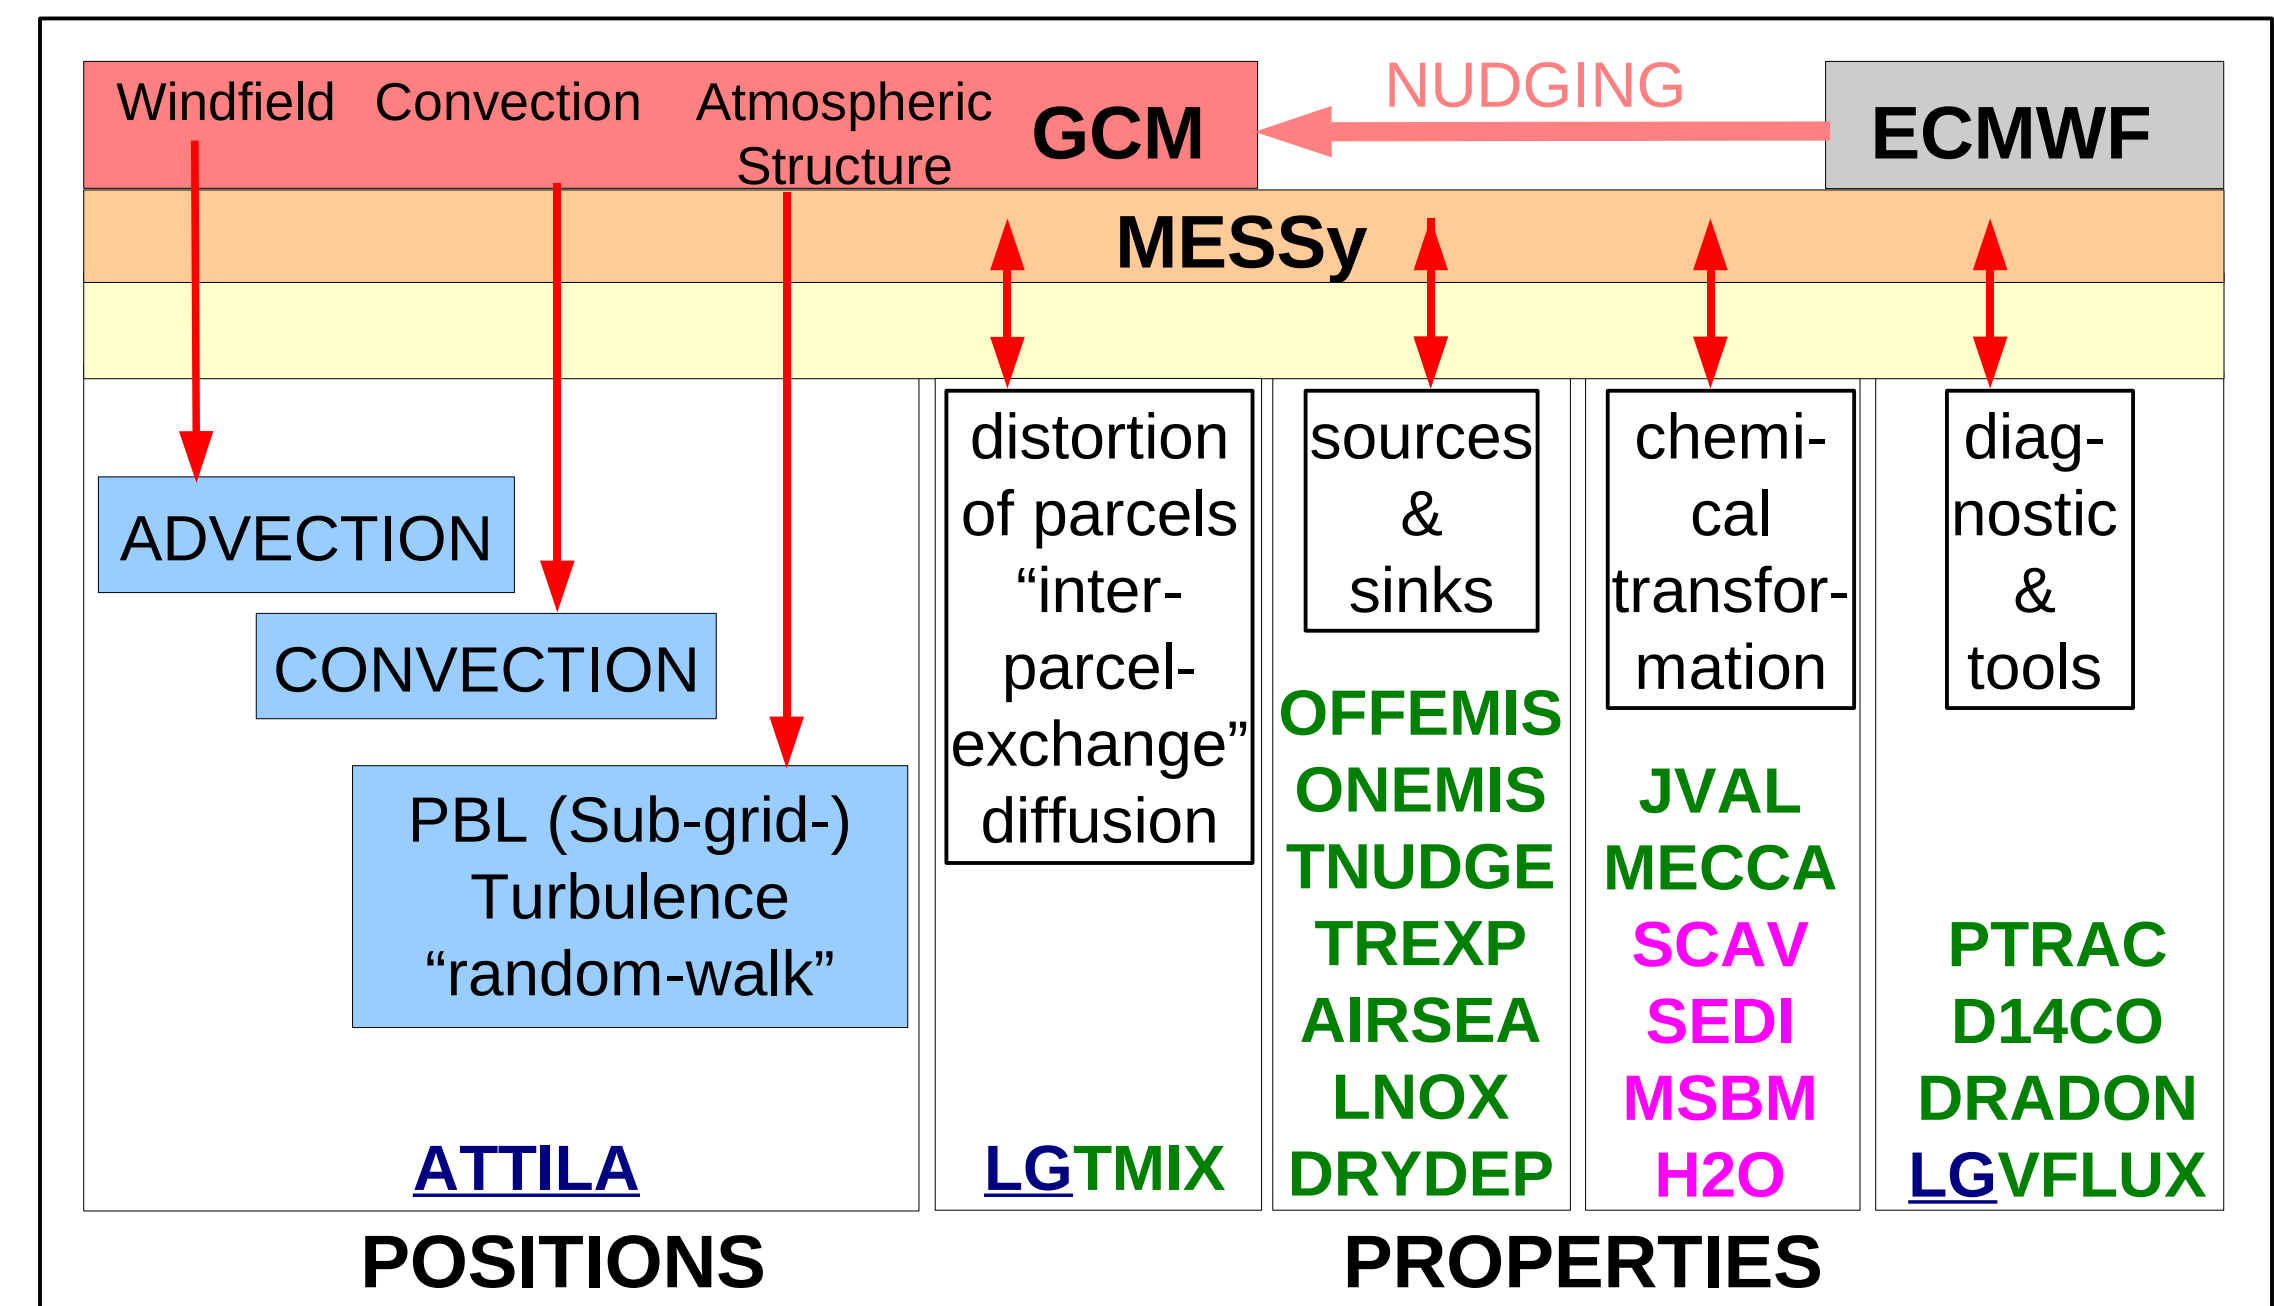 Windfield
Convection
Atmospheric
Structure
GCM
NUDGING
ECMWF
MESSy
ADVECTION
CONVECTION
PBL (Sub-grid-)
Turbulence
“random-walk”
ATTILA
distortion
of parcels
“inter-
parcel-
exchange”
diffusion
LGTMIX
sources
&
sinks
OFFEMIS
ONEMIS
TNUDGE
TREXP
AIRSEA
LNOX
DRYDEP
chemi-
cal
transfor-
mation
JVAL
MECCA
SCAV
SEDI
MSBM
H2O
diag-
nostic
&
tools
PTRAC
D14CO
DRADON
LGVFLUX
POSITIONS
PROPERTIES